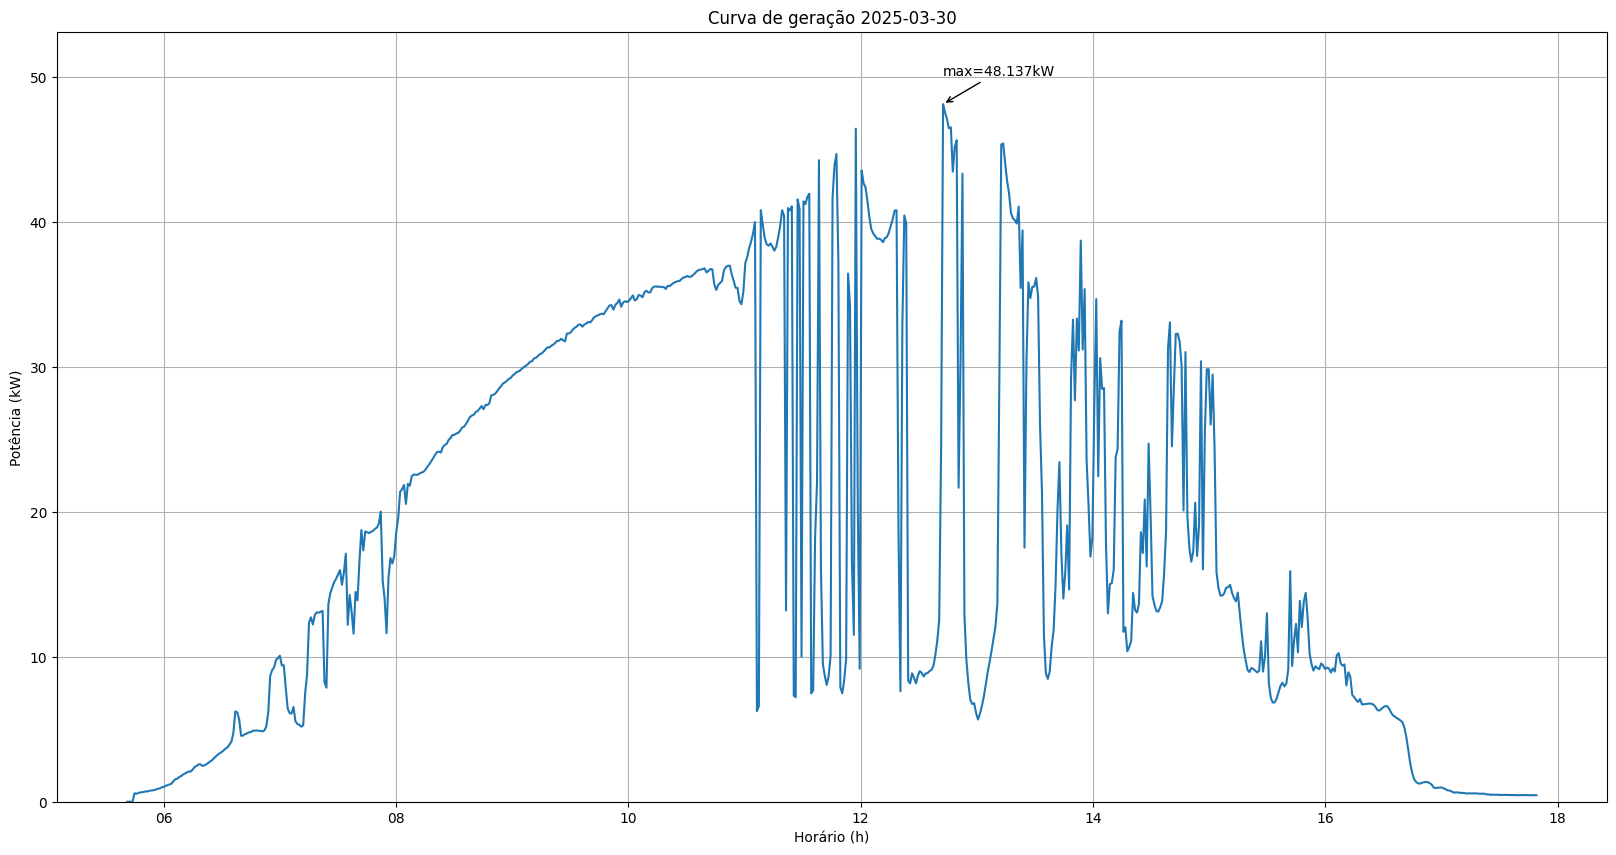 Curva de geração 2025-03-30
max=48.137kW
50
40
30
20
10
0
Potência (kW)
06 08 10 12 14 16 18
Horário (h)